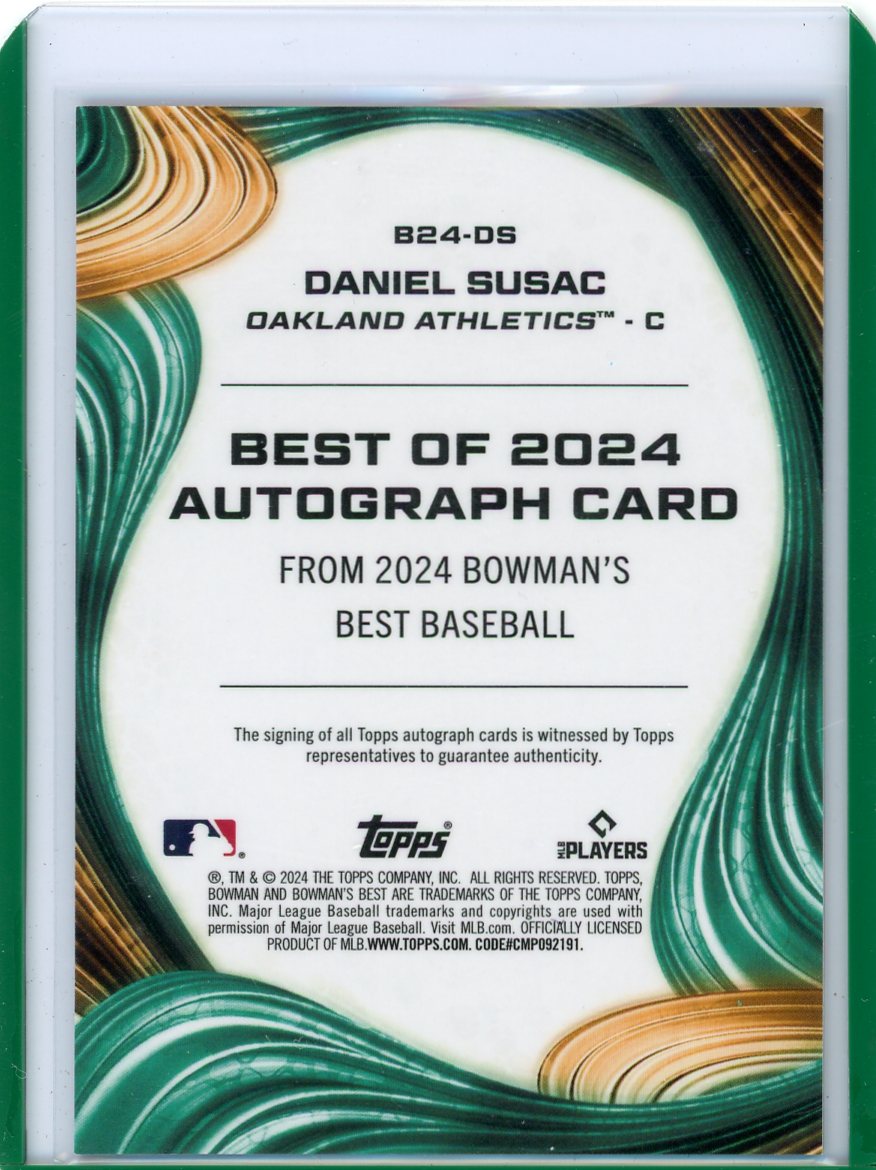 B24-DS
DANIEL SUSAC
OAKLAND ATHLETICS™ - C
BEST OF 2024
AUTOGRAPH CARD
FROM 2024 BOWMAN'S
BEST BASEBALL
The signing of all Topps autograph cards is witnessed by Topps
representatives to guarantee authenticity.
® topps® MLB PLAYERS
®, TM & © 2024 THE TOPPS COMPANY, INC. ALL RIGHTS RESERVED. TOPPS,
BOWMAN AND BOWMAN'S BEST ARE TRADEMARKS OF THE TOPPS COMPANY,
INC. Major League Baseball trademarks and copyrights are used with
permission of Major League Baseball. Visit MLB.com. OFFICIALLY LICENSED
PRODUCT OF MLB.WWW.TOPPS.COM. CODE#CMP092191.